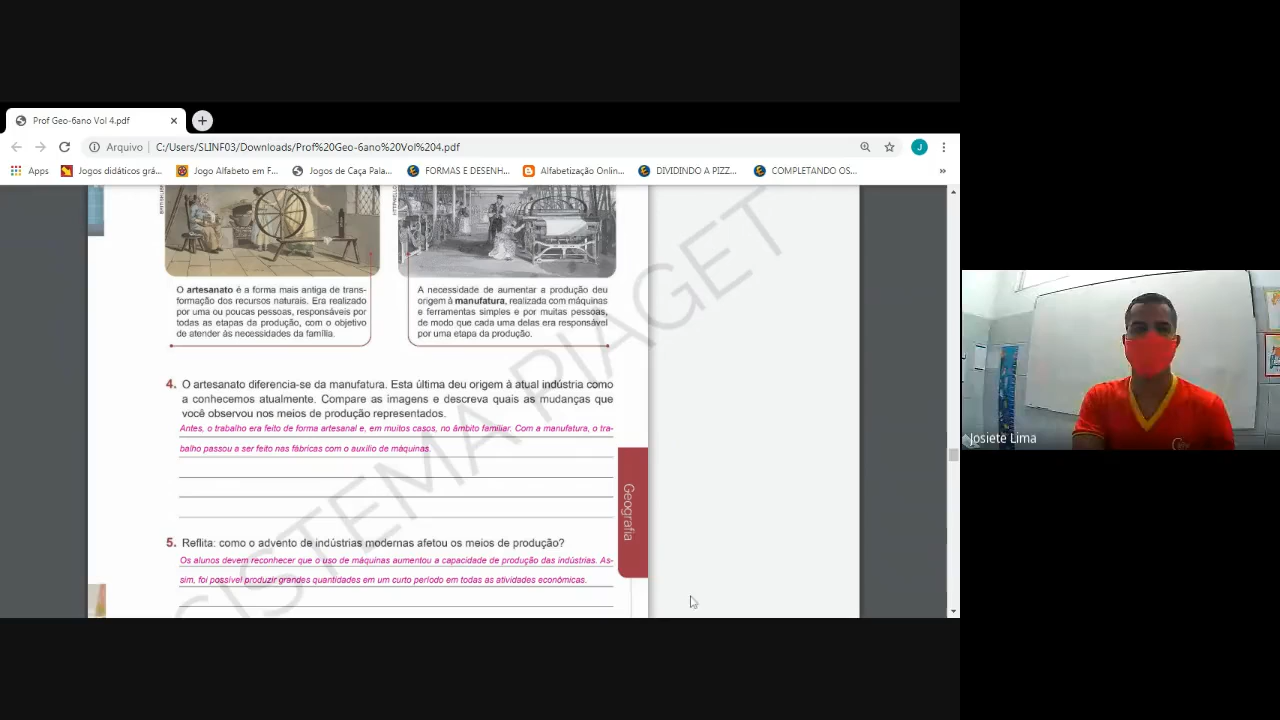 Prof Geo-6ano Vol 4.pdf
Arquivo
C:/Users/SLINF03/Downloads/Prof%20Geo-6ano%20Vol%204.pdf
J
Apps
Jogos didáticos grá...
Jogo Alfabeto em F...
Jogos de Caça Pala...
FORMAS E DESENH...
Alfabetização Onlin...
DIVIDINDO A PIZZ...
COMPLETANDO OS...
»
O artesanato é a forma mais antiga de trans-
formação dos recursos naturais. Era realizado
por uma ou poucas pessoas, responsáveis por
todas as etapas da produção, com o objetivo
de atender às necessidades da família.
A necessidade de aumentar a produção deu
origem à manufatura, realizada com máquinas
e ferramentas simples e por muitas pessoas,
de modo que cada uma delas era responsável
por uma etapa da produção.
4. O artesanato diferencia-se da manufatura. Esta última deu origem à atual indústria como
a conhecemos atualmente. Compare as imagens e descreva quais as mudanças que
você observou nos meios de produção representados.
Antes, o trabalho era feito de forma artesanal e, em muitos casos, no âmbito familiar. Com a manufatura, o tra-
balho passou a ser feito nas fábricas com o auxílio de máquinas.
5. Reflita: como o advento de indústrias modernas afetou os meios de produção?
Os alunos devem reconhecer que o uso de máquinas aumentou a capacidade de produção das indústrias. As-
sim, foi possível produzir grandes quantidades em um curto período em todas as atividades econômicas.
Geografia
SISTEMA PIAGET
Josiete Lima